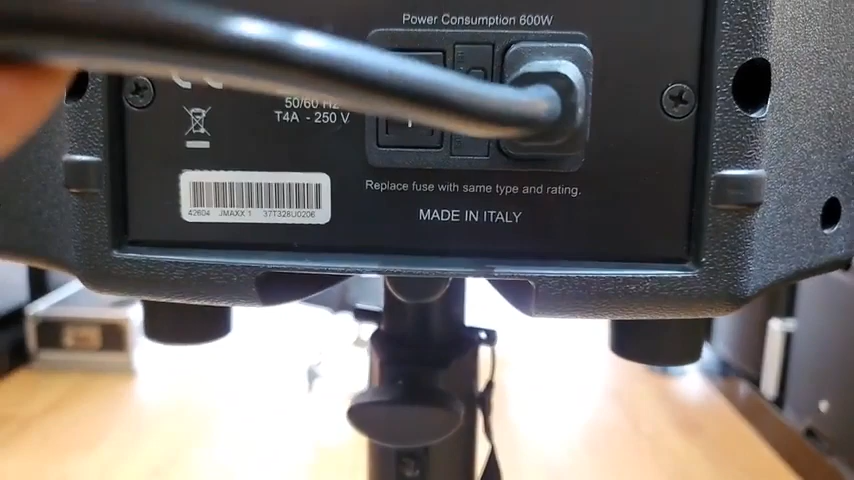 Power Consumption 600W
50/60 Hz
T4A - 250 V
Replace fuse with same type and rating.
42604 JMAXX 1 37T328U0206
MADE IN ITALY